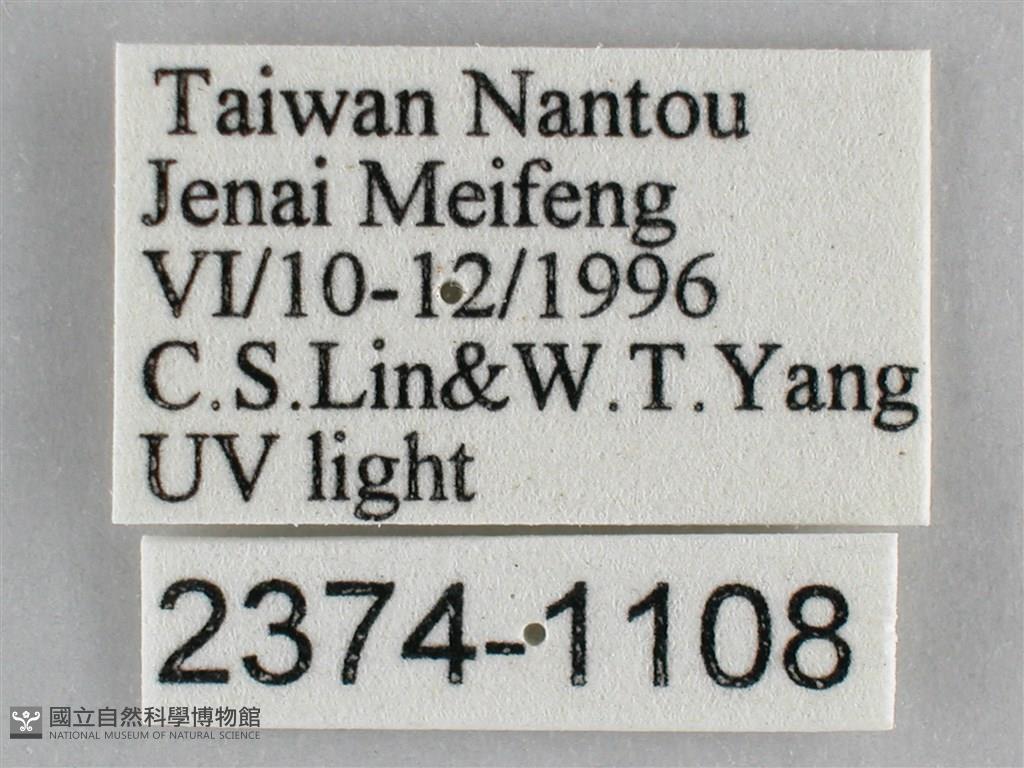 Taiwan Nantou
Jenai Meifeng
VI/10-12/1996
C.S.Lin&W.T.Yang
UV light
2374-1108
國立自然科學博物館
NATIONAL MUSEUM OF NATURAL SCIENCE